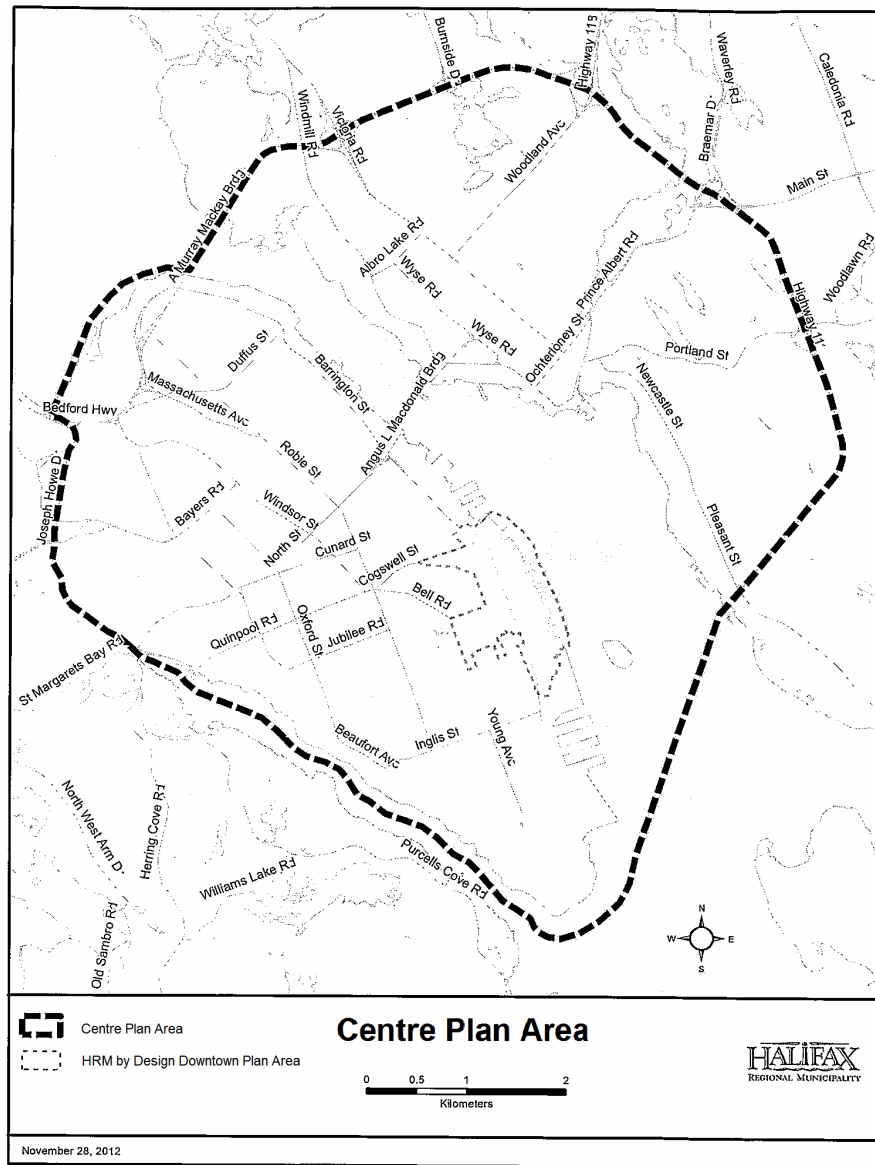 Burnside D
Highway 118
Waverley Rd
Caledonia Rd
Windmill Rd
Victoria Rd
Woodland Ave
Braemar D
Main St
A Murray Mackay Brdg
Albro Lake Rd
Wyse Rd
Prince Albert Rd
Woodlawn Rd
Highway 11
Wyse Rd
Ochterloney St
Portland St
Duffus St
Barrington St
Newcastle St
Massachusetts Ave
Bedford Hwy
Angus L Macdonald Brdg
Robie St
Joseph Howe D
Bayers Rd
Windsor St
North St
Cunard St
Cogswell St
Pleasant St
Bell Rd
Quinpool Rd
Oxford St
Jubilee Rd
St Margarets Bay Rd
Beaufort Ave
Inglis St
Young Ave
North West Arm D
Herring Cove Rd
Purcells Cove Rd
Williams Lake Rd
Old Sambro Rd
N
W E
S
Centre Plan Area
HRM by Design Downtown Plan Area
Centre Plan Area
0 0.5 1 2
Kilometers
HALIFAX
REGIONAL MUNICIPALITY
November 28, 2012